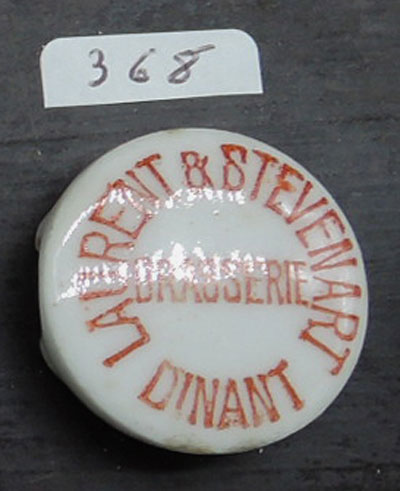 368
LAURENT & STEVENART
BRASSERIE
DINANT